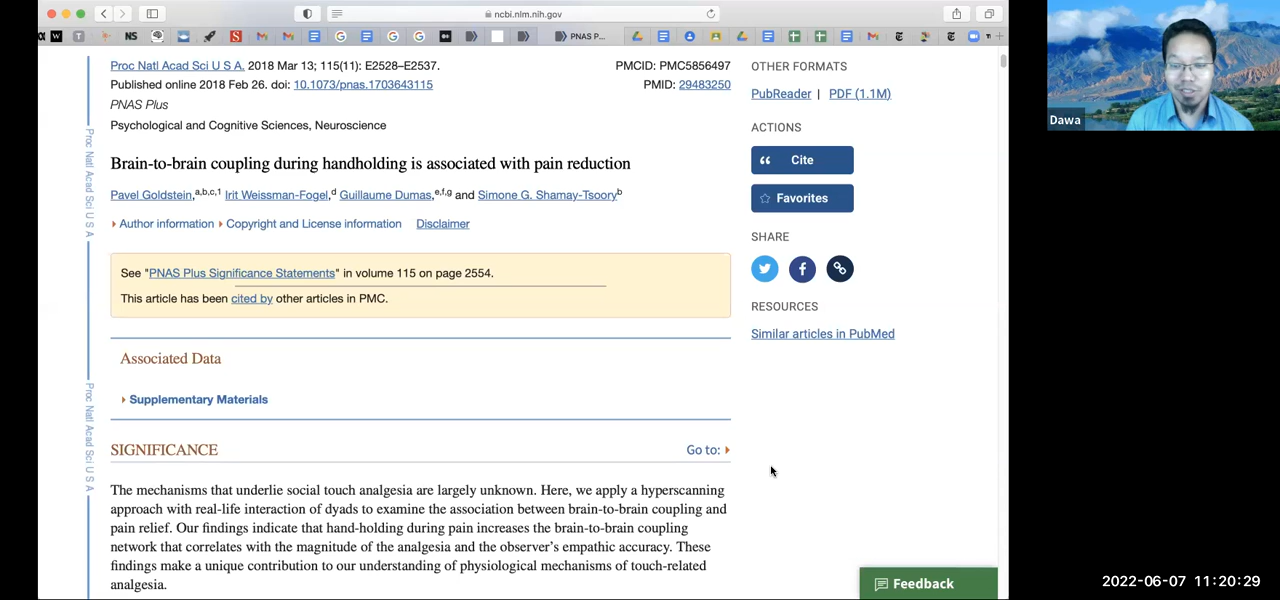 ncbi.nlm.nih.gov
NS
PNAS P...
Proc Natl Acad Sci U S A. 2018 Mar 13; 115(11): E2528–E2537.
PMCID: PMC5856497
Published online 2018 Feb 26. doi: 10.1073/pnas.1703643115
PMID: 29483250
PNAS Plus
Psychological and Cognitive Sciences, Neuroscience
Brain-to-brain coupling during handholding is associated with pain reduction
Pavel Goldstein,a,b,c,1 Irit Weissman-Fogel,d Guillaume Dumas,e,f,g and Simone G. Shamay-Tsooryb
Author information Copyright and License information Disclaimer
See "PNAS Plus Significance Statements" in volume 115 on page 2554.
This article has been cited by other articles in PMC.
Associated Data
Supplementary Materials
SIGNIFICANCE
Go to:
The mechanisms that underlie social touch analgesia are largely unknown. Here, we apply a hyperscanning
approach with real-life interaction of dyads to examine the association between brain-to-brain coupling and
pain relief. Our findings indicate that hand-holding during pain increases the brain-to-brain coupling
network that correlates with the magnitude of the analgesia and the observer’s empathic accuracy. These
findings make a unique contribution to our understanding of physiological mechanisms of touch-related
analgesia.
Proc Natl Acad Sci U S A
Proc Natl Acad Sci U S A
OTHER FORMATS
PubReader | PDF (1.1M)
ACTIONS
Cite
Favorites
SHARE
RESOURCES
Similar articles in PubMed
Feedback
Dawa
2022-06-07 11:20:29